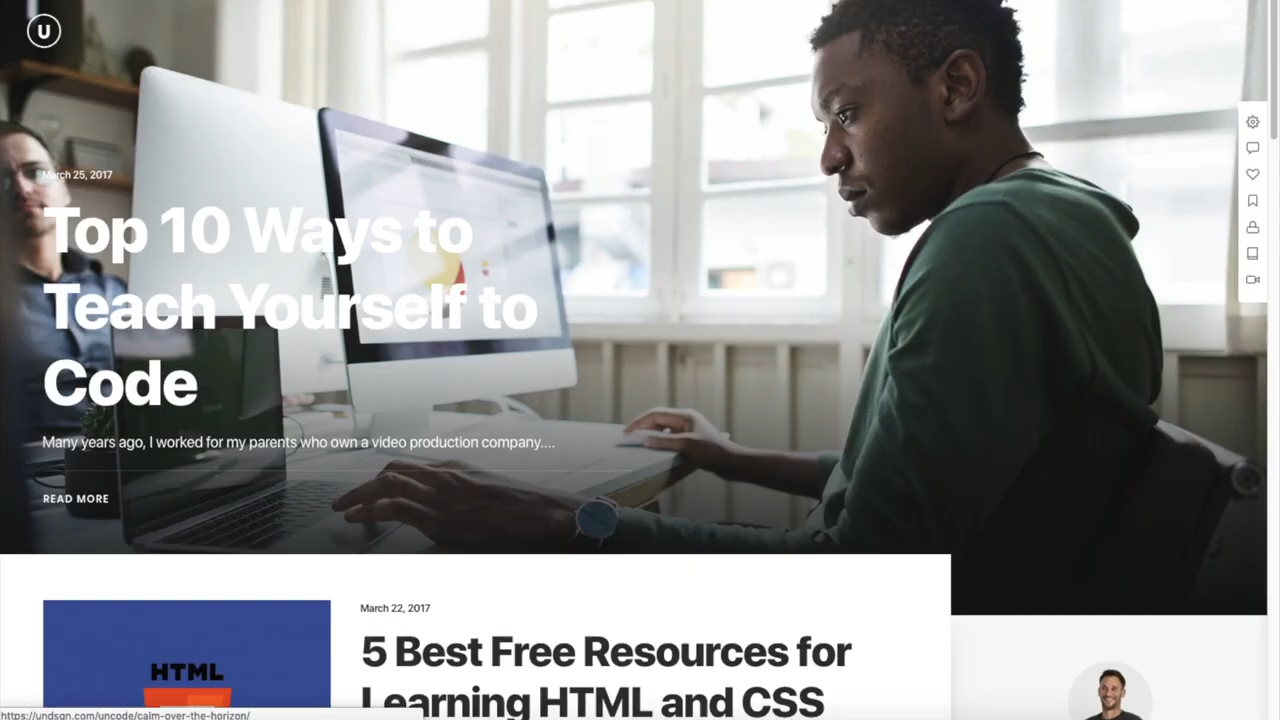 U
March 25, 2017
Top 10 Ways to
Teach Yourself to
Code
Many years ago, I worked for my parents who own a video production company....
READ MORE
March 22, 2017
5 Best Free Resources for
Learning HTML and CSS
HTML
https://undsgn.com/uncode/calm-over-the-horizon/